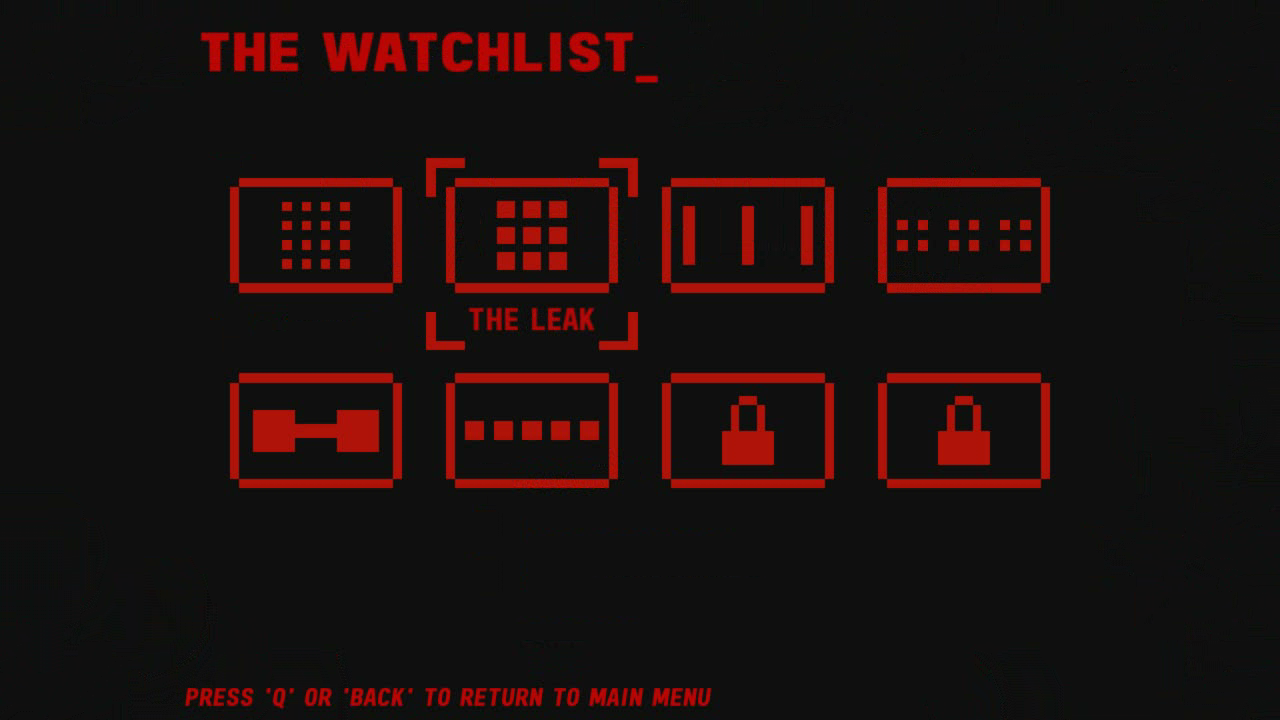 THE WATCHLIST_
THE LEAK
PRESS 'Q' OR 'BACK' TO RETURN TO MAIN MENU